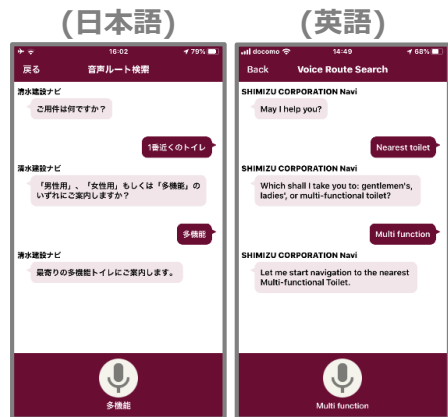 (日本語)
16:02
79%
戻る
音声ルート検索
清水建設ナビ
ご用件は何ですか？
1番近くのトイレ
清水建設ナビ
「男性用」、「女性用」もしくは「多機能」の
いずれにご案内しますか？
多機能
清水建設ナビ
最寄りの多機能トイレにご案内します。
多機能
(英語)
docomo
14:49
68%
Back
Voice Route Search
SHIMIZU CORPORATION Navi
May I help you?
Nearest toilet
SHIMIZU CORPORATION Navi
Which shall I take you to: gentlemen's,
ladies', or multi-functional toilet?
Multi function
SHIMIZU CORPORATION Navi
Let me start navigation to the nearest
Multi-functional Toilet.
Multi function